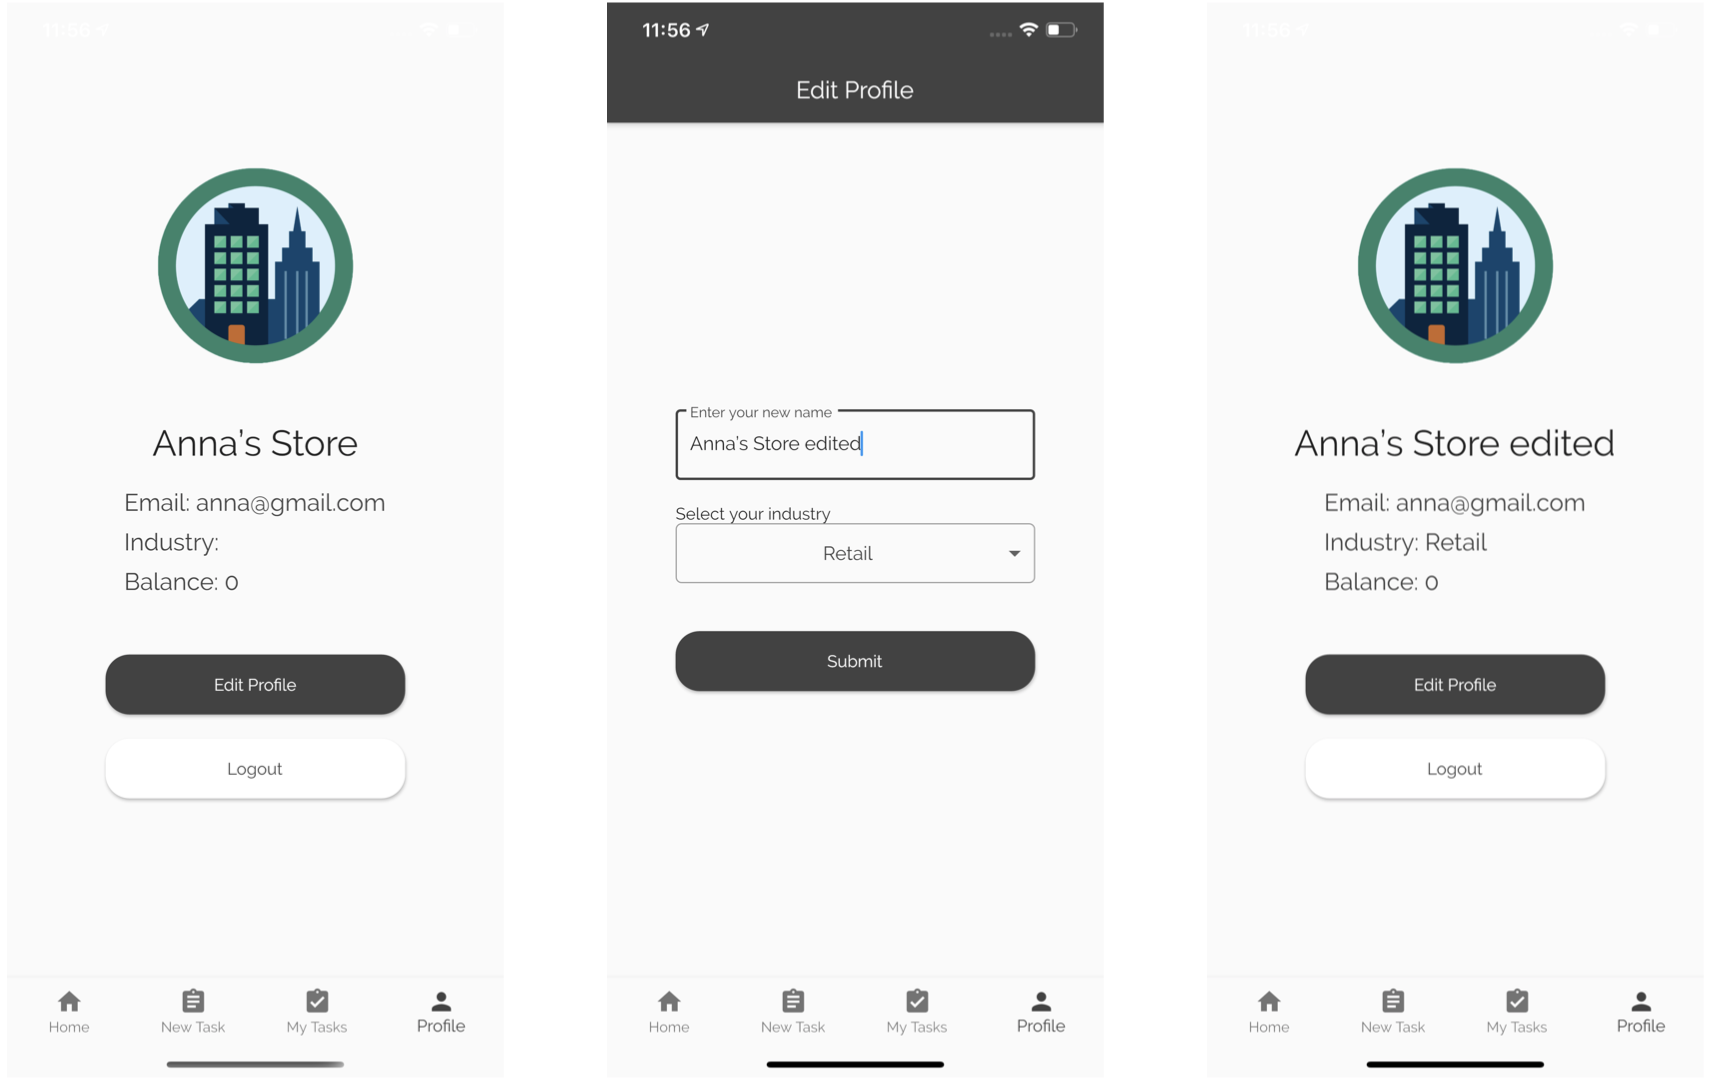 11:56
Anna's Store
Email: anna@gmail.com
Industry:
Balance: 0
Edit Profile
Logout
Home
New Task
My Tasks
Profile
11:56
Edit Profile
Enter your new name
Anna's Store edited
Select your industry
Retail
Submit
Home
New Task
My Tasks
Profile
11:56
Anna's Store edited
Email: anna@gmail.com
Industry: Retail
Balance: 0
Edit Profile
Logout
Home
New Task
My Tasks
Profile